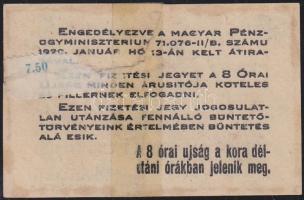 ENGEDÉLYEZVE A MAGYAR PÉNZ-
ÜGYMINISZTERIUM 71.076-II/B. SZÁMU
1920. JANUÁR HÓ 13-ÁN KELT ÁTIRA-
7.50
EZEN FIZETÉSI JEGYET A 8 ÓRAI
UJSÁG MINDEN ÁRUSITÓJA KÖTELES
FILLÉRNEK ELFOGADNI.
EZEN FIZETÉSI JEGY JOGOSULAT-
LAN UTÁNZÁSA FENNÁLLÓ BÜNTETŐ-
TÖRVÉNYEINK ÉRTELMÉBEN BÜNTETÉS
ALÁ ESIK.
A 8 órai ujság a kora dél-
utáni órákban jelenik meg.